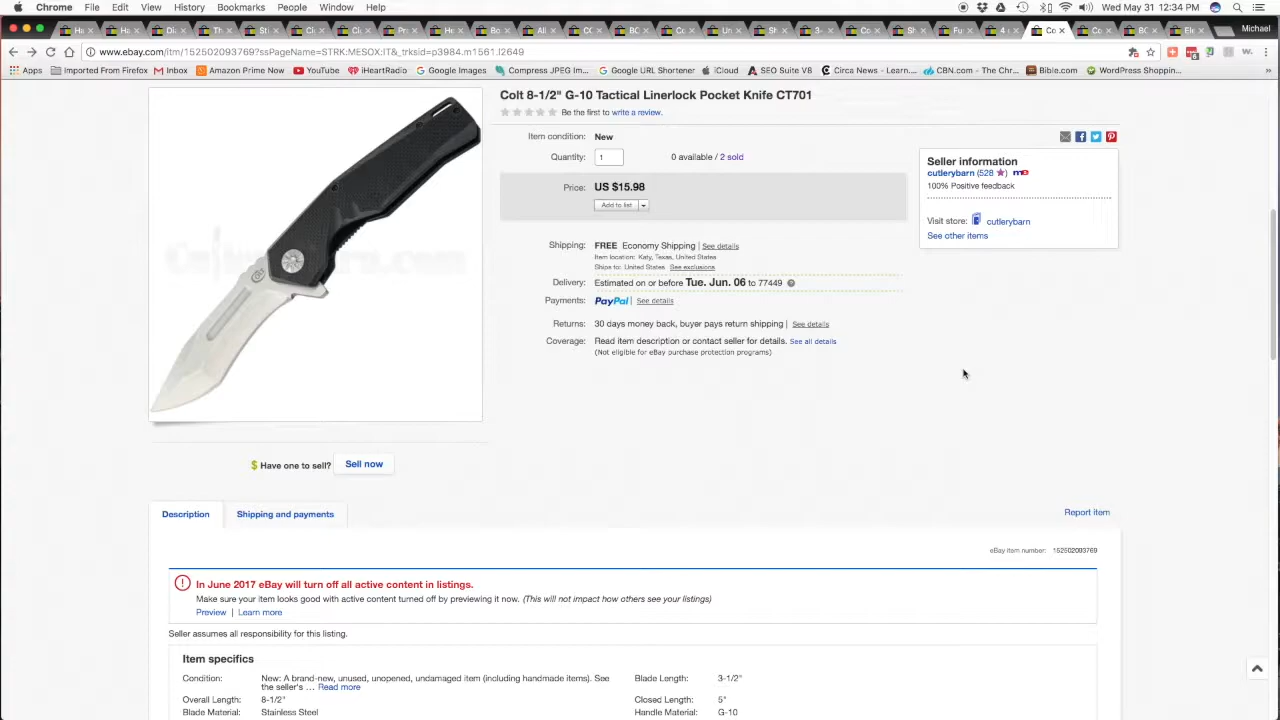 Chrome File Edit View History Bookmarks People Window Help Wed May 31 12:34 PM
Michael
www.ebay.com/itm/152502093769?ssPageName=STRK:MESOX:IT&_trksid=p3984.m1561.l2649
Apps Imported From Firefox Inbox Amazon Prime Now YouTube iHeartRadio Google Images Compress JPEG Im... Google URL Shortener iCloud SEO Suite V8 Circa News - Learn.... CBN.com - The Chr... Bible.com WordPress Shoppin... »
Colt 8-1/2" G-10 Tactical Linerlock Pocket Knife CT701
Be the first to write a review.
Item condition: New
Quantity: 1 0 available / 2 sold
Price: US $15.98
Add to list
Seller information
cutlerybarn (528 ) me
100% Positive feedback
Visit store: cutlerybarn
See other items
Shipping: FREE Economy Shipping | See details
Item location: Katy, Texas, United States
Ships to: United States See exclusions
Delivery: Estimated on or before Tue. Jun. 06 to 77449
Payments: PayPal | See details
Returns: 30 days money back, buyer pays return shipping | See details
Coverage: Read item description or contact seller for details. See all details
(Not eligible for eBay purchase protection programs)
$ Have one to sell? Sell now
Description Shipping and payments Report item
eBay item number: 152502093769
In June 2017 eBay will turn off all active content in listings.
Make sure your item looks good with active content turned off by previewing it now. (This will not impact how others see your listings)
Preview | Learn more
Seller assumes all responsibility for this listing.
Item specifics
Condition: New: A brand-new, unused, unopened, undamaged item (including handmade items). See
the seller's ... Read more
Blade Length: 3-1/2"
Overall Length: 8-1/2" Closed Length: 5"
Blade Material: Stainless Steel Handle Material: G-10